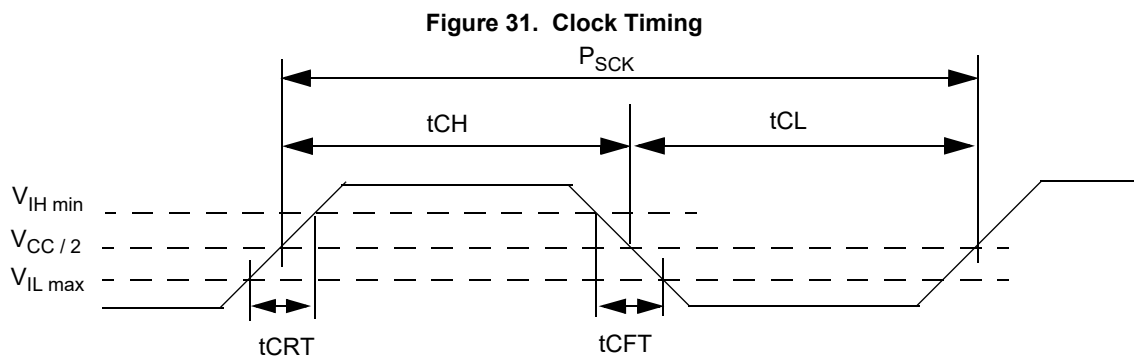 Figure 31. Clock Timing
PSCK
tCH
tCL
VIH min
VCC / 2
VIL max
tCRT
tCFT